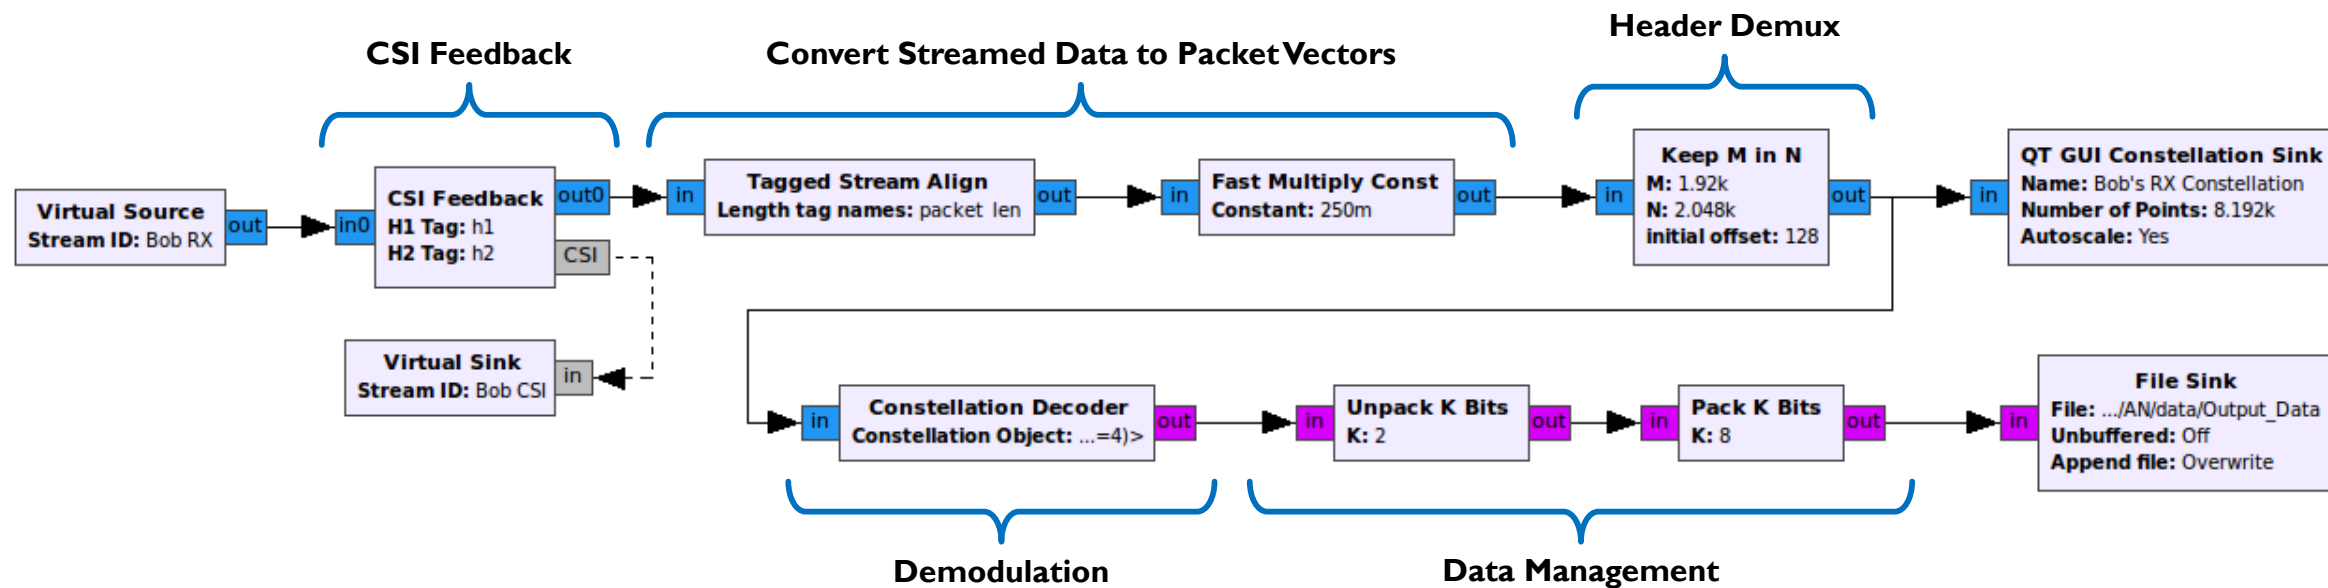 CSI Feedback
Convert Streamed Data to Packet Vectors
Header Demux
Virtual Source
Stream ID: Bob RX
out
in0
CSI Feedback
H1 Tag: h1
H2 Tag: h2
out0
CSI
in
Tagged Stream Align
Length tag names: packet_len
out
in
Fast Multiply Const
Constant: 250m
out
in
Keep M in N
M: 1.92k
N: 2.048k
initial offset: 128
out
in
QT GUI Constellation Sink
Name: Bob's RX Constellation
Number of Points: 8.192k
Autoscale: Yes
Virtual Sink
Stream ID: Bob CSI
in
in
Constellation Decoder
Constellation Object: ...=4)>
out
in
Unpack K Bits
K: 2
out
in
Pack K Bits
K: 8
out
in
File Sink
File: .../AN/data/Output_Data
Unbuffered: Off
Append file: Overwrite
Demodulation
Data Management